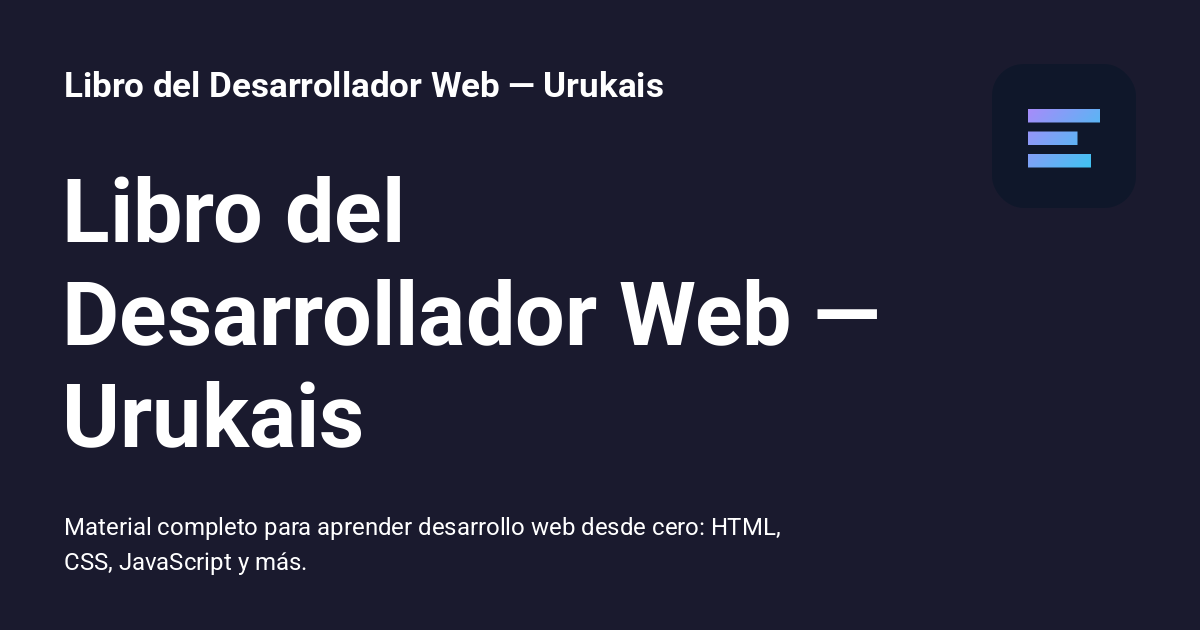 Libro del Desarrollador Web — Urukais
Libro del
Desarrollador Web —
Urukais
Material completo para aprender desarrollo web desde cero: HTML,
CSS, JavaScript y más.